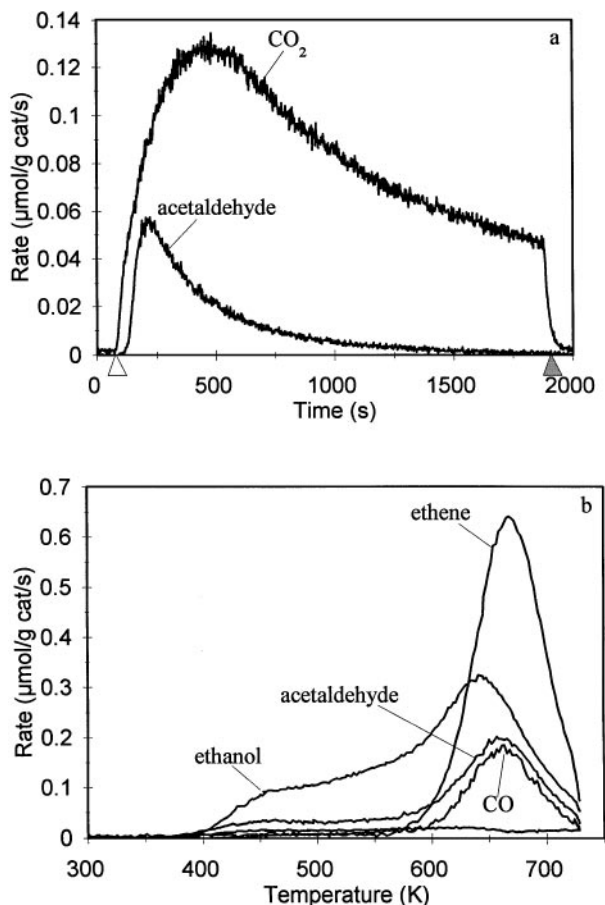 a
0.14
0.12
0.1
0.08
0.06
0.04
0.02
0
Rate (μmol/g cat/s)
CO2
acetaldehyde
0 500 1000 1500 2000
Time (s)
b
0.7
0.6
0.5
0.4
0.3
0.2
0.1
0
Rate (μmol/g cat/s)
ethene
acetaldehyde
ethanol
CO
300 400 500 600 700
Temperature (K)